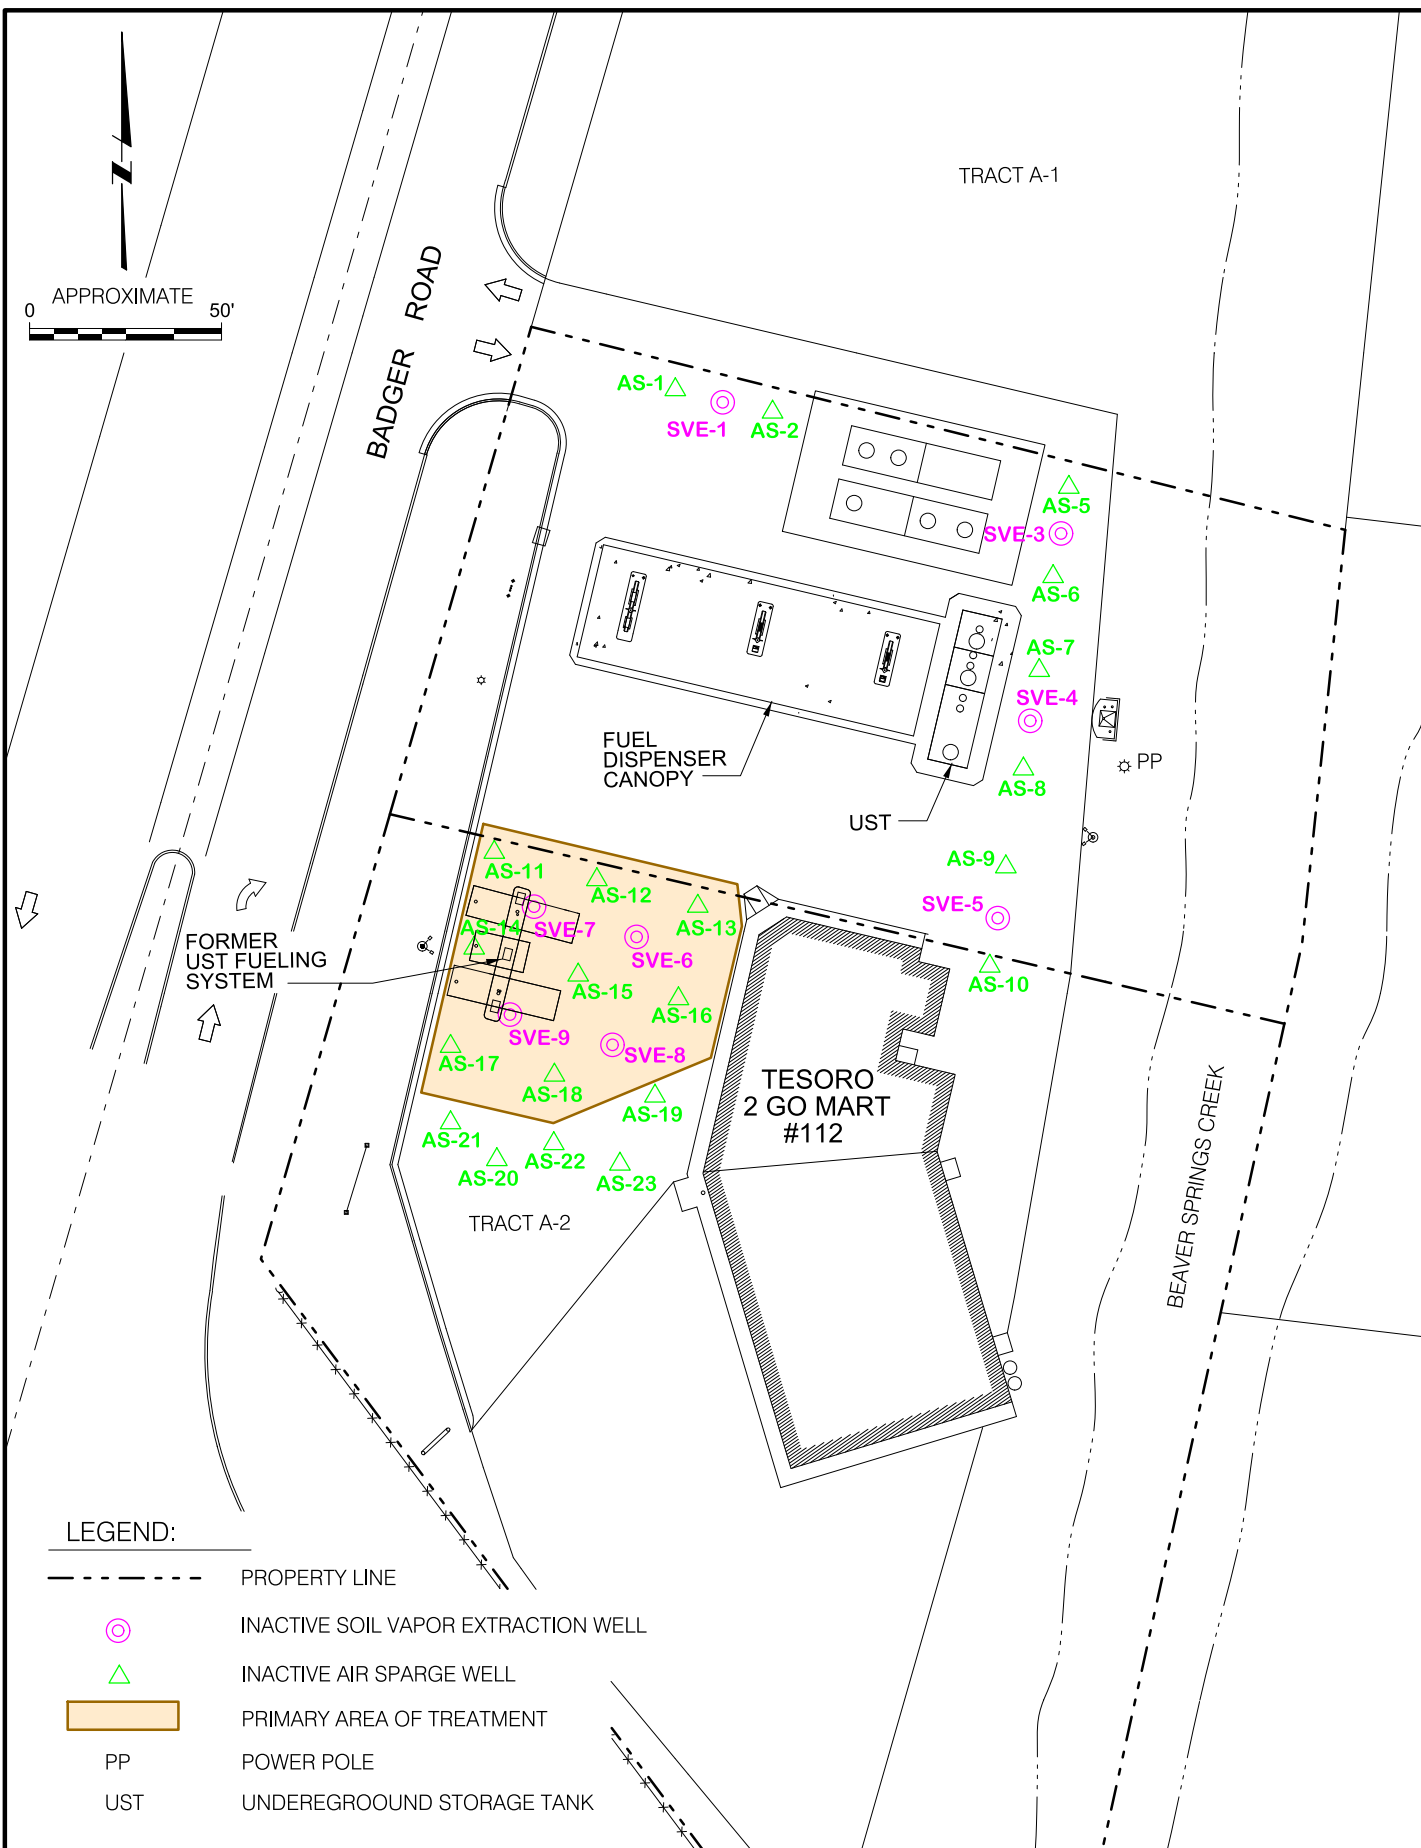 TRACT A-1
BADGER ROAD
APPROXIMATE
0 50'
AS-1
SVE-1
AS-2
AS-5
SVE-3
AS-6
AS-7
SVE-4
FUEL
DISPENSER
CANOPY
PP
AS-8
UST
AS-9
AS-11
AS-12
SVE-5
AS-13
SVE-7
AS-14
FORMER
UST FUELING
SYSTEM
SVE-6
AS-15
AS-10
AS-16
SVE-9
SVE-8
AS-17
AS-18
TESORO
2 GO MART
#112
AS-19
AS-21
AS-22
AS-20
AS-23
TRACT A-2
BEAVER SPRINGS CREEK
LEGEND:
PROPERTY LINE
INACTIVE SOIL VAPOR EXTRACTION WELL
INACTIVE AIR SPARGE WELL
PRIMARY AREA OF TREATMENT
PP POWER POLE
UST UNDEREGROOUND STORAGE TANK